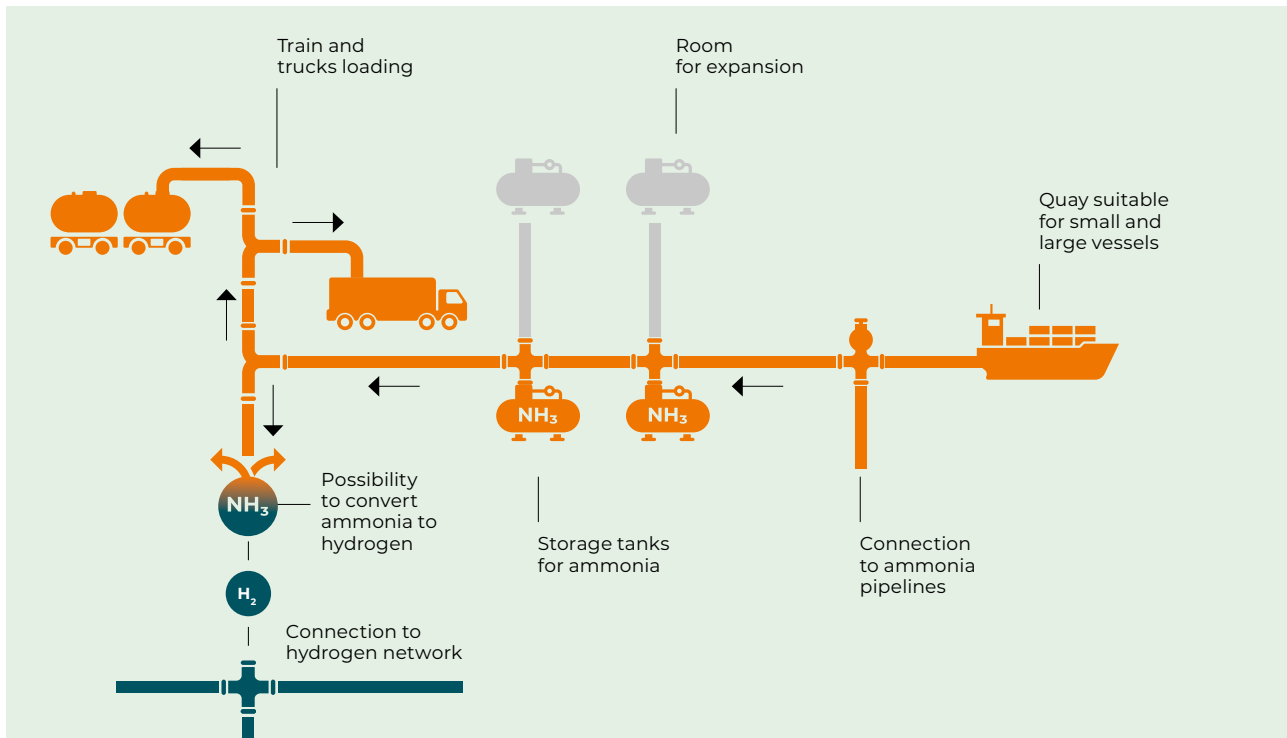 Train and
trucks loading
Room
for expansion
Quay suitable
for small and
large vessels
NH₃
NH₃
Possibility
to convert
ammonia to
hydrogen
NH₃
Storage tanks
for ammonia
Connection
to ammonia
pipelines
H₂
Connection to
hydrogen network